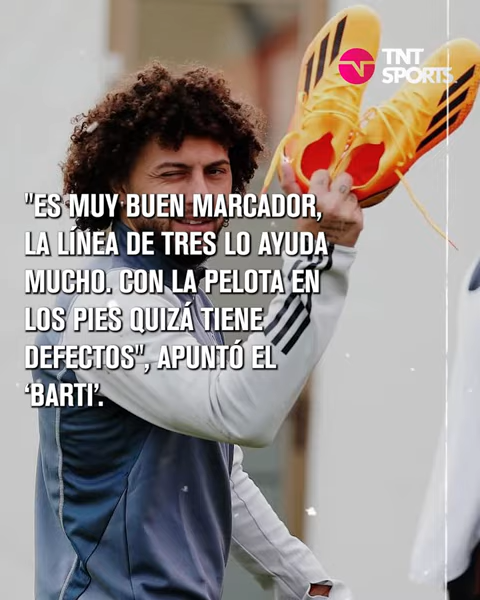 TNT
SPORTS
"ES MUY BUEN MARCADOR,
LA LÍNEA DE TRES LO AYUDA
MUCHO. CON LA PELOTA EN
LOS PIES QUIZÁ TIENE
DEFECTOS", APUNTÓ EL
‘BARTI’.